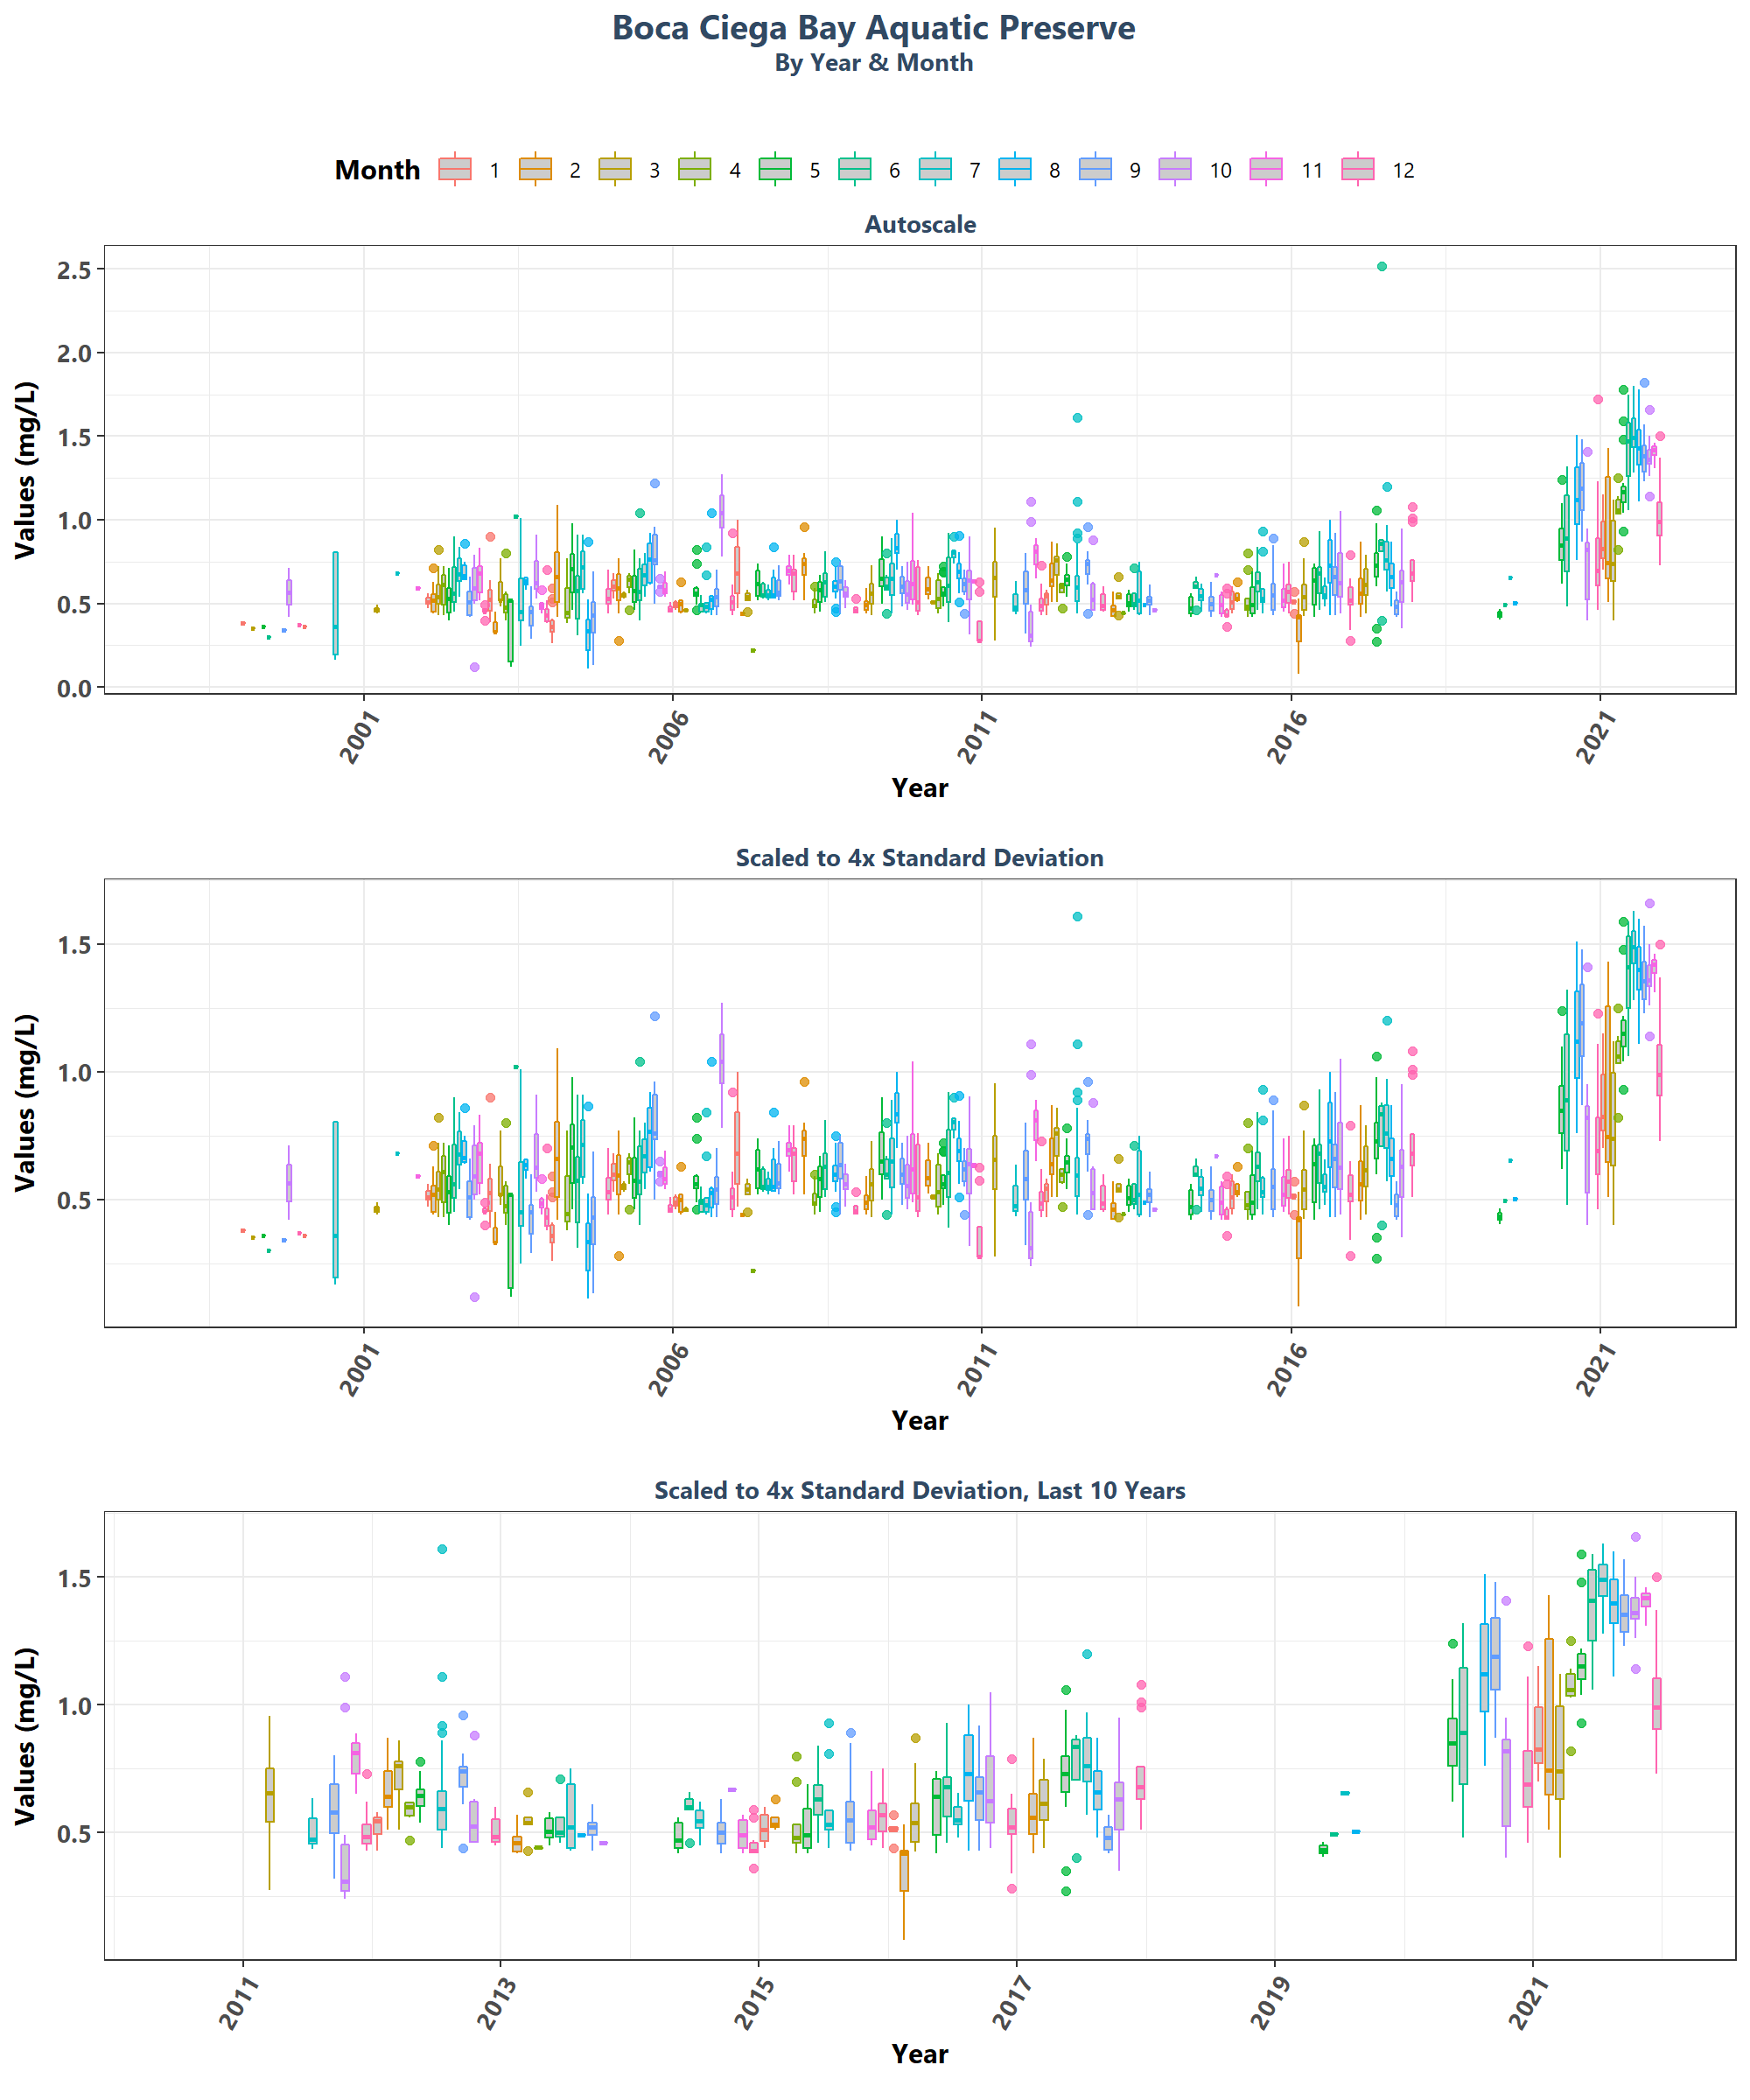 Boca Ciega Bay Aquatic Preserve
By Year & Month
Month 1 2 3 4 5 6 7 8 9 10 11 12
Autoscale
Values (mg/L)
2.5
2.0
1.5
1.0
0.5
0.0
2001 2006 2011 2016 2021
Year
Scaled to 4x Standard Deviation
Values (mg/L)
1.5
1.0
0.5
2001 2006 2011 2016 2021
Year
Scaled to 4x Standard Deviation, Last 10 Years
Values (mg/L)
1.5
1.0
0.5
2011 2013 2015 2017 2019 2021
Year